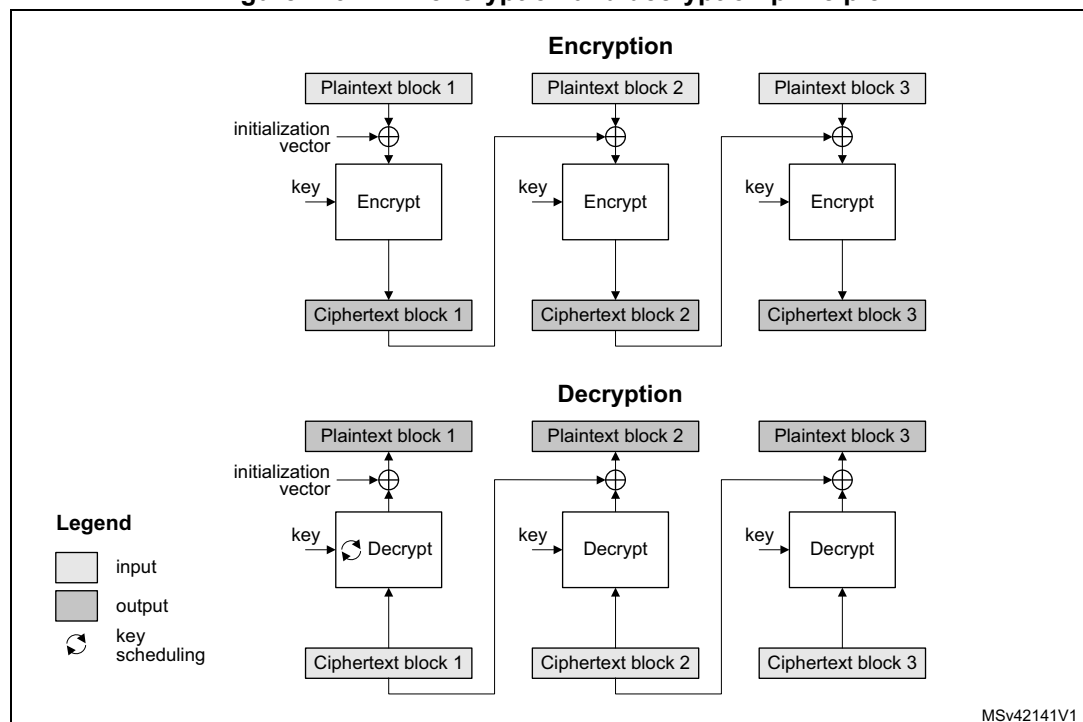 Encryption
Plaintext block 1
Plaintext block 2
Plaintext block 3
initialization
vector
key
Encrypt
key
Encrypt
key
Encrypt
Ciphertext block 1
Ciphertext block 2
Ciphertext block 3
Decryption
Plaintext block 1
Plaintext block 2
Plaintext block 3
initialization
vector
key
Decrypt
key
Decrypt
key
Decrypt
Ciphertext block 1
Ciphertext block 2
Ciphertext block 3
Legend
input
output
key
scheduling
MSv42141V1